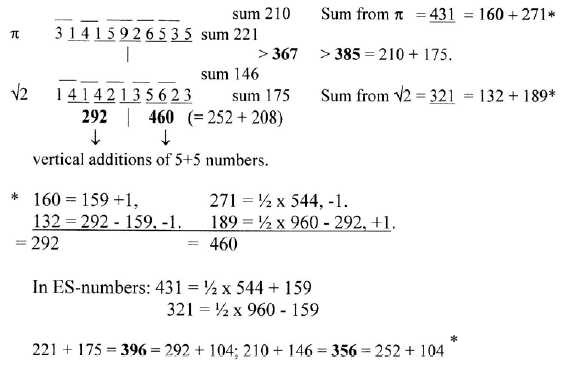 sum 210 Sum from π = 431 = 160 + 271*
π 3 1 4 1 5 9 2 6 5 3 5 sum 221
| > 367 > 385 = 210 + 175.
sum 146
√2 1 4 1 4 2 1 3 5 6 2 3 sum 175 Sum from √2 = 321 = 132 + 189*
292 | 460 (= 252 + 208)
↓ ↓
vertical additions of 5+5 numbers.
* 160 = 159 +1, 271 = ½ x 544, -1.
132 = 292 - 159, -1. 189 = ½ x 960 - 292, +1.
= 292 = 460
In ES-numbers: 431 = ½ x 544 + 159
321 = ½ x 960 - 159
221 + 175 = 396 = 292 + 104; 210 + 146 = 356 = 252 + 104 *